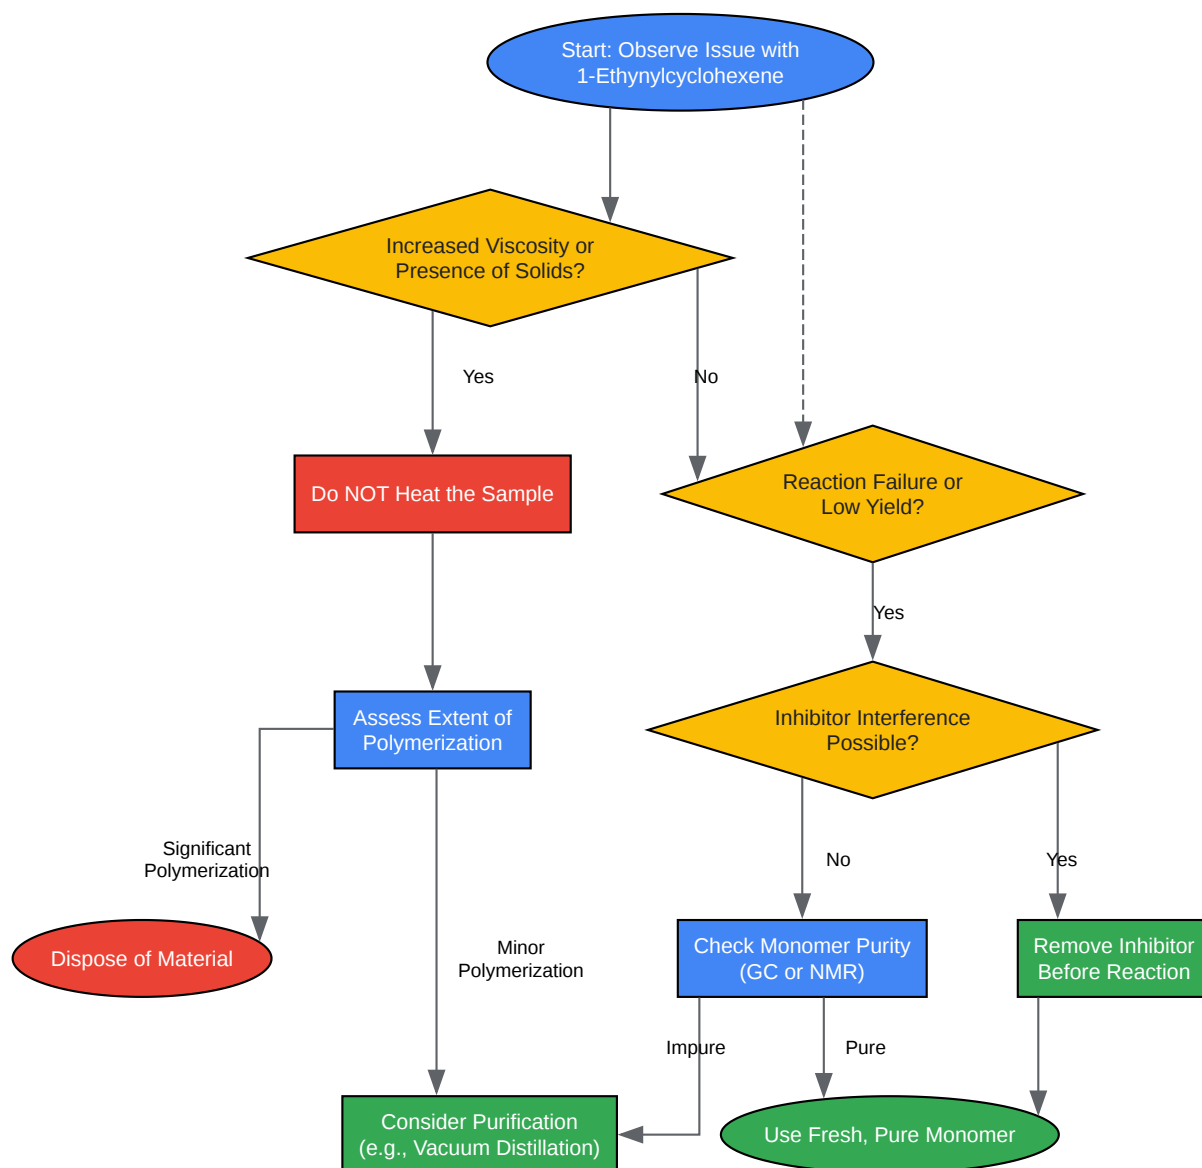 Start: Observe Issue with
1-Ethynylcyclohexene
Increased Viscosity or
Presence of Solids?
Yes
No
Do NOT Heat the Sample
Reaction Failure or
Low Yield?
Yes
Assess Extent of
Polymerization
Inhibitor Interference
Possible?
Significant
Polymerization
No
Yes
Dispose of Material
Minor
Polymerization
Check Monomer Purity
(GC or NMR)
Remove Inhibitor
Before Reaction
Impure
Pure
Consider Purification
(e.g., Vacuum Distillation)
Use Fresh, Pure Monomer